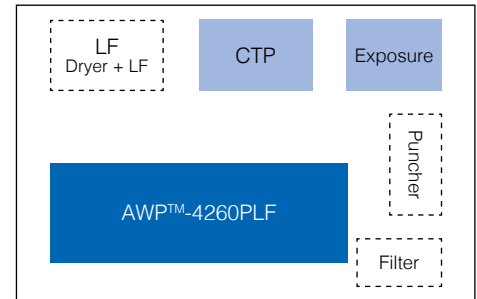 LF
Dryer + LF
CTP
Exposure
Puncher
AWP™-4260PLF
Filter